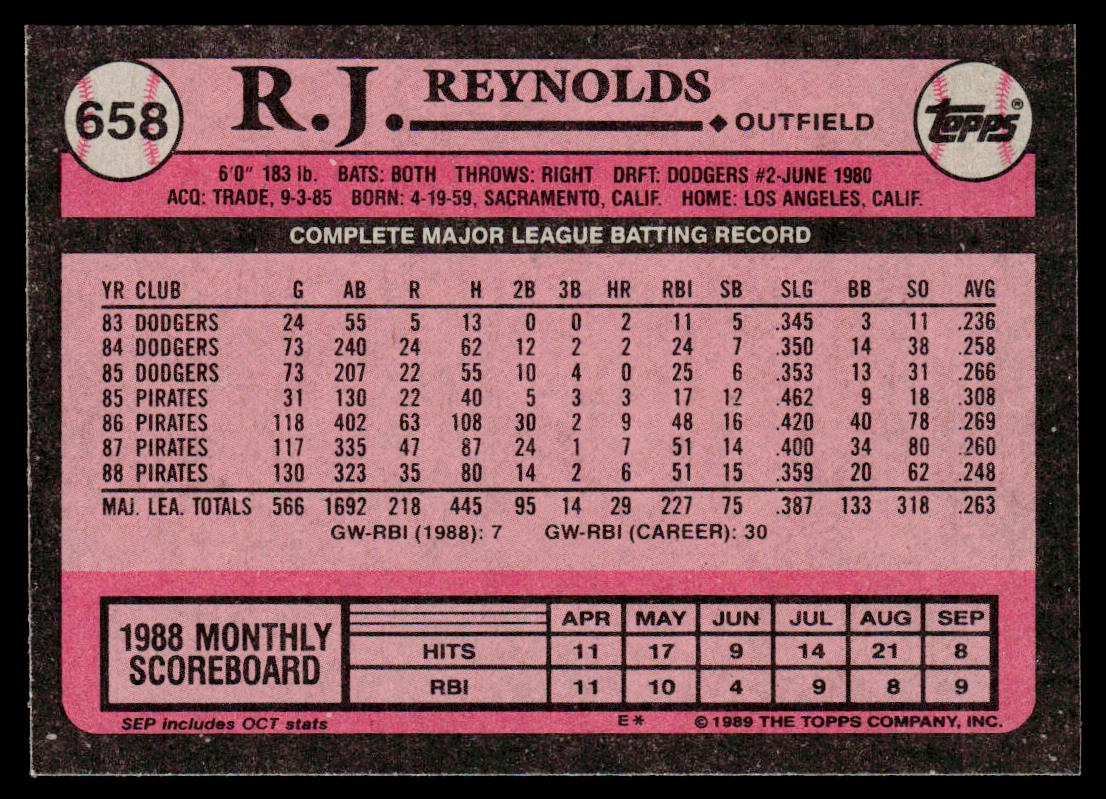 658
R.J. REYNOLDS ◆ OUTFIELD
TOPPS®
6'0" 183 lb. BATS: BOTH THROWS: RIGHT DRFT: DODGERS #2-JUNE 1980
ACQ: TRADE, 9-3-85 BORN: 4-19-59, SACRAMENTO, CALIF. HOME: LOS ANGELES, CALIF.
COMPLETE MAJOR LEAGUE BATTING RECORD
YR CLUB G AB R H 2B 3B HR RBI SB SLG BB SO AVG
83 DODGERS 24 55 5 13 0 0 2 11 5 .345 3 11 .236
84 DODGERS 73 240 24 62 12 2 2 24 7 .350 14 38 .258
85 DODGERS 73 207 22 55 10 4 0 25 6 .353 13 31 .266
85 PIRATES 31 130 22 40 5 3 3 17 12 .462 9 18 .308
86 PIRATES 118 402 63 108 30 2 9 48 16 .420 40 78 .269
87 PIRATES 117 335 47 87 24 1 7 51 14 .400 34 80 .260
88 PIRATES 130 323 35 80 14 2 6 51 15 .359 20 62 .248
MAJ. LEA. TOTALS 566 1692 218 445 95 14 29 227 75 .387 133 318 .263
GW-RBI (1988): 7 GW-RBI (CAREER): 30
1988 MONTHLY SCOREBOARD
APR MAY JUN JUL AUG SEP
HITS 11 17 9 14 21 8
RBI 11 10 4 9 8 9
SEP includes OCT stats E* © 1989 THE TOPPS COMPANY, INC.